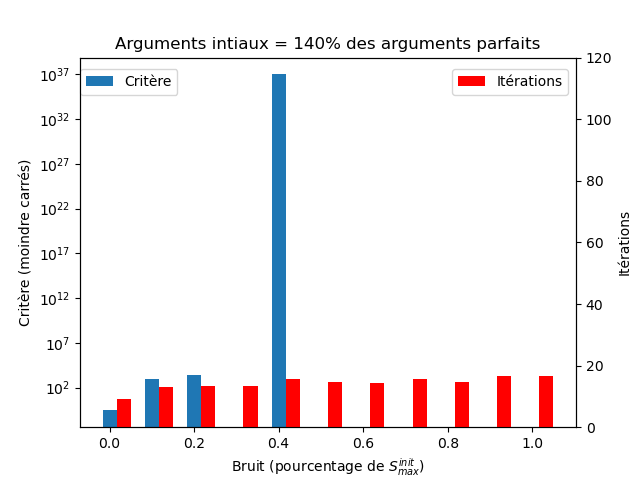 Arguments intiaux = 140% des arguments parfaits
Critère
Itérations
Critère (moindre carrés)
10^37
10^32
10^27
10^22
10^17
10^12
10^7
10^2
120
100
80
60
40
20
0
Itérations
0.0 0.2 0.4 0.6 0.8 1.0
Bruit (pourcentage de $S_{max}^{init}$)